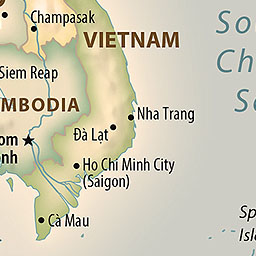 Champasak
VIETNAM
So
Ch
Se
Siem Reap
MBODIA
Nha Trang
Đà Lạt
om
nh
Ho Chi Minh City
(Saigon)
Cà Mau
Sp
Isl